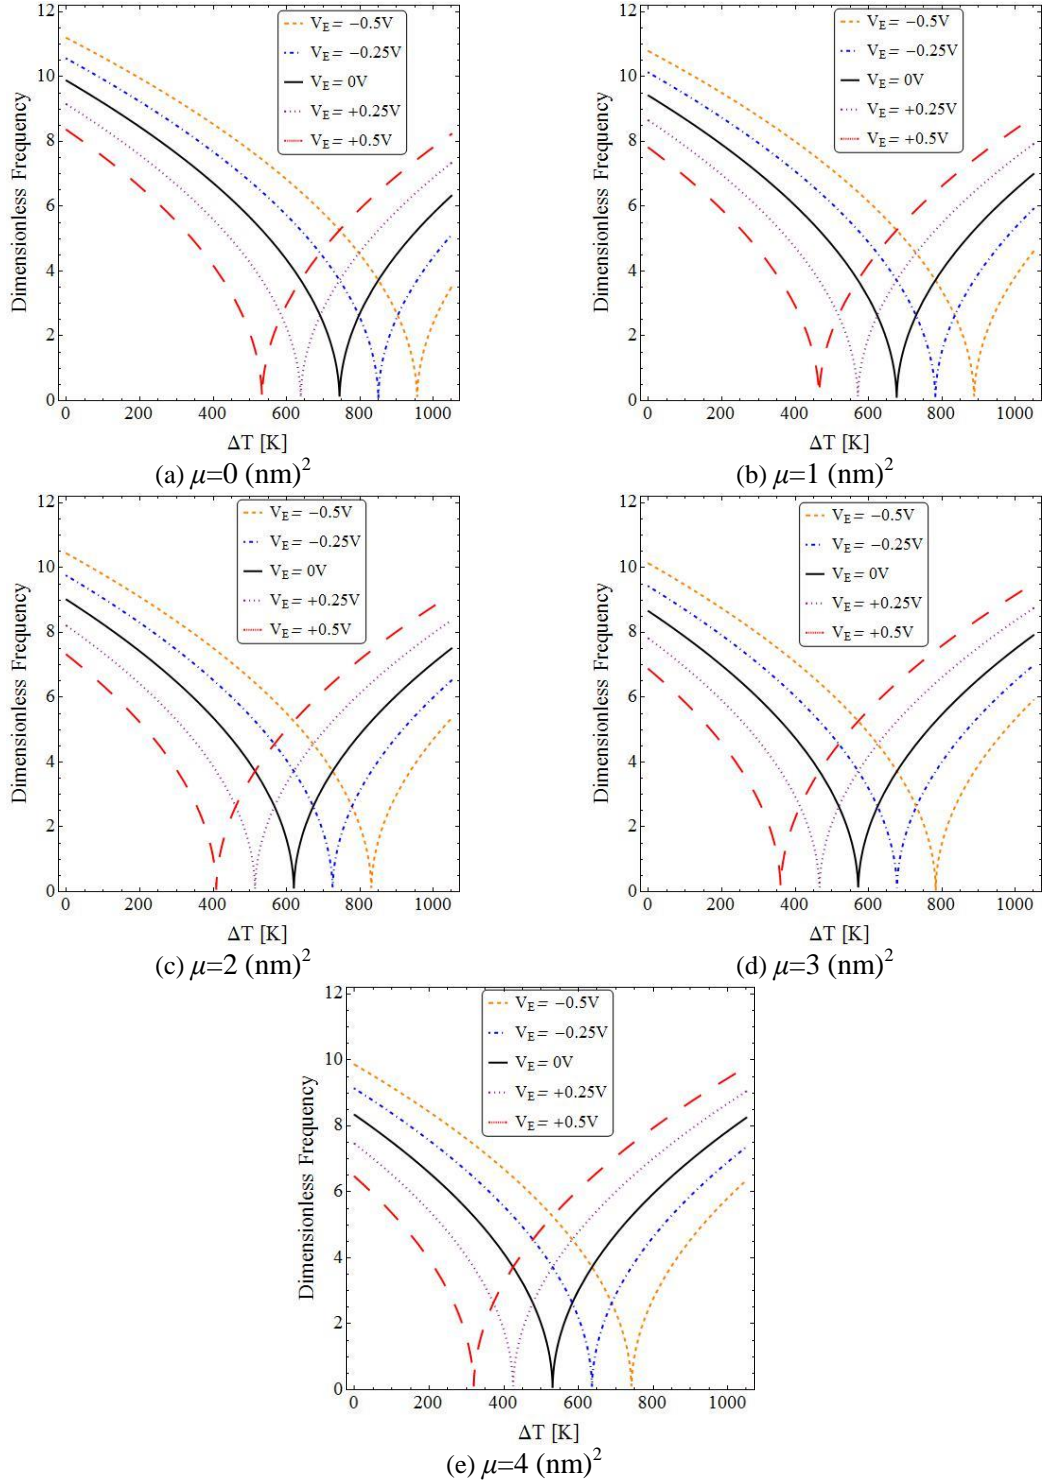 V_E= −0.5V
V_E= −0.25V
V_E= 0V
V_E= +0.25V
V_E= +0.5V
Dimensionless Frequency
12
10
8
6
4
2
0
0 200 400 600 800 1000
ΔT [K]
(a) μ=0 (nm)²
V_E= −0.5V
V_E= −0.25V
V_E= 0V
V_E= +0.25V
V_E= +0.5V
Dimensionless Frequency
12
10
8
6
4
2
0
0 200 400 600 800 1000
ΔT [K]
(b) μ=1 (nm)²
V_E= −0.5V
V_E= −0.25V
V_E= 0V
V_E= +0.25V
V_E= +0.5V
Dimensionless Frequency
12
10
8
6
4
2
0
0 200 400 600 800 1000
ΔT [K]
(c) μ=2 (nm)²
V_E= −0.5V
V_E= −0.25V
V_E= 0V
V_E= +0.25V
V_E= +0.5V
Dimensionless Frequency
12
10
8
6
4
2
0
0 200 400 600 800 1000
ΔT [K]
(d) μ=3 (nm)²
V_E= −0.5V
V_E= −0.25V
V_E= 0V
V_E= +0.25V
V_E= +0.5V
Dimensionless Frequency
12
10
8
6
4
2
0
0 200 400 600 800 1000
ΔT [K]
(e) μ=4 (nm)²